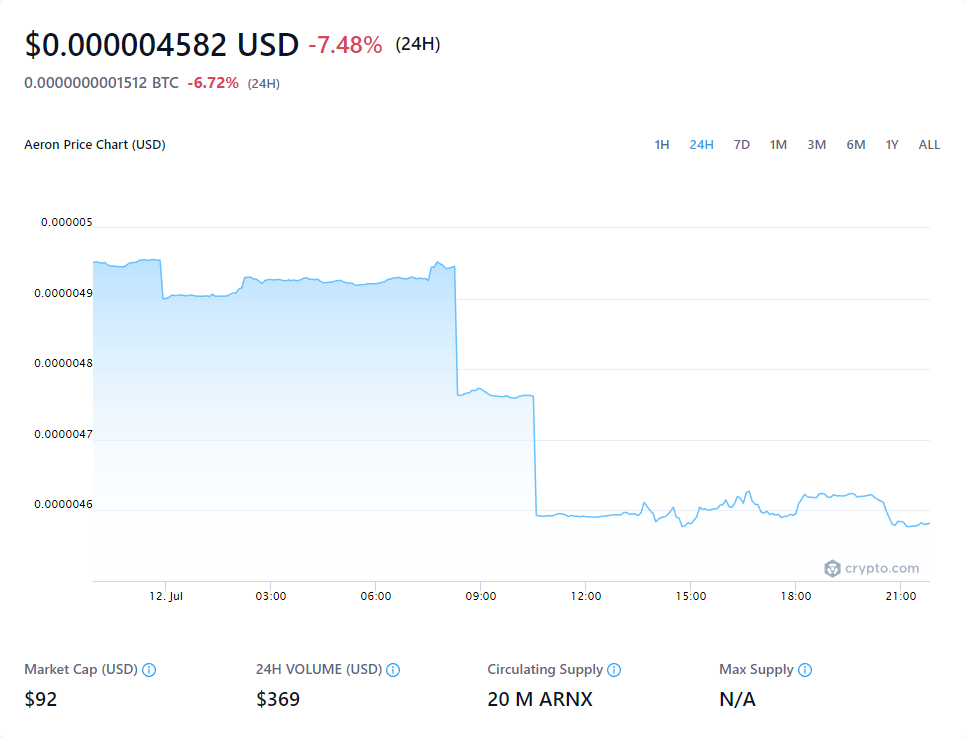 $0.000004582 USD -7.48% (24H)
0.0000000001512 BTC -6.72% (24H)
Aeron Price Chart (USD) 1H 24H 7D 1M 3M 6M 1Y ALL
0.000005
0.0000049
0.0000048
0.0000047
0.0000046
crypto.com
12. Jul 03:00 06:00 09:00 12:00 15:00 18:00 21:00
Market Cap (USD) 24H VOLUME (USD) Circulating Supply Max Supply
$92 $369 20 M ARNX N/A